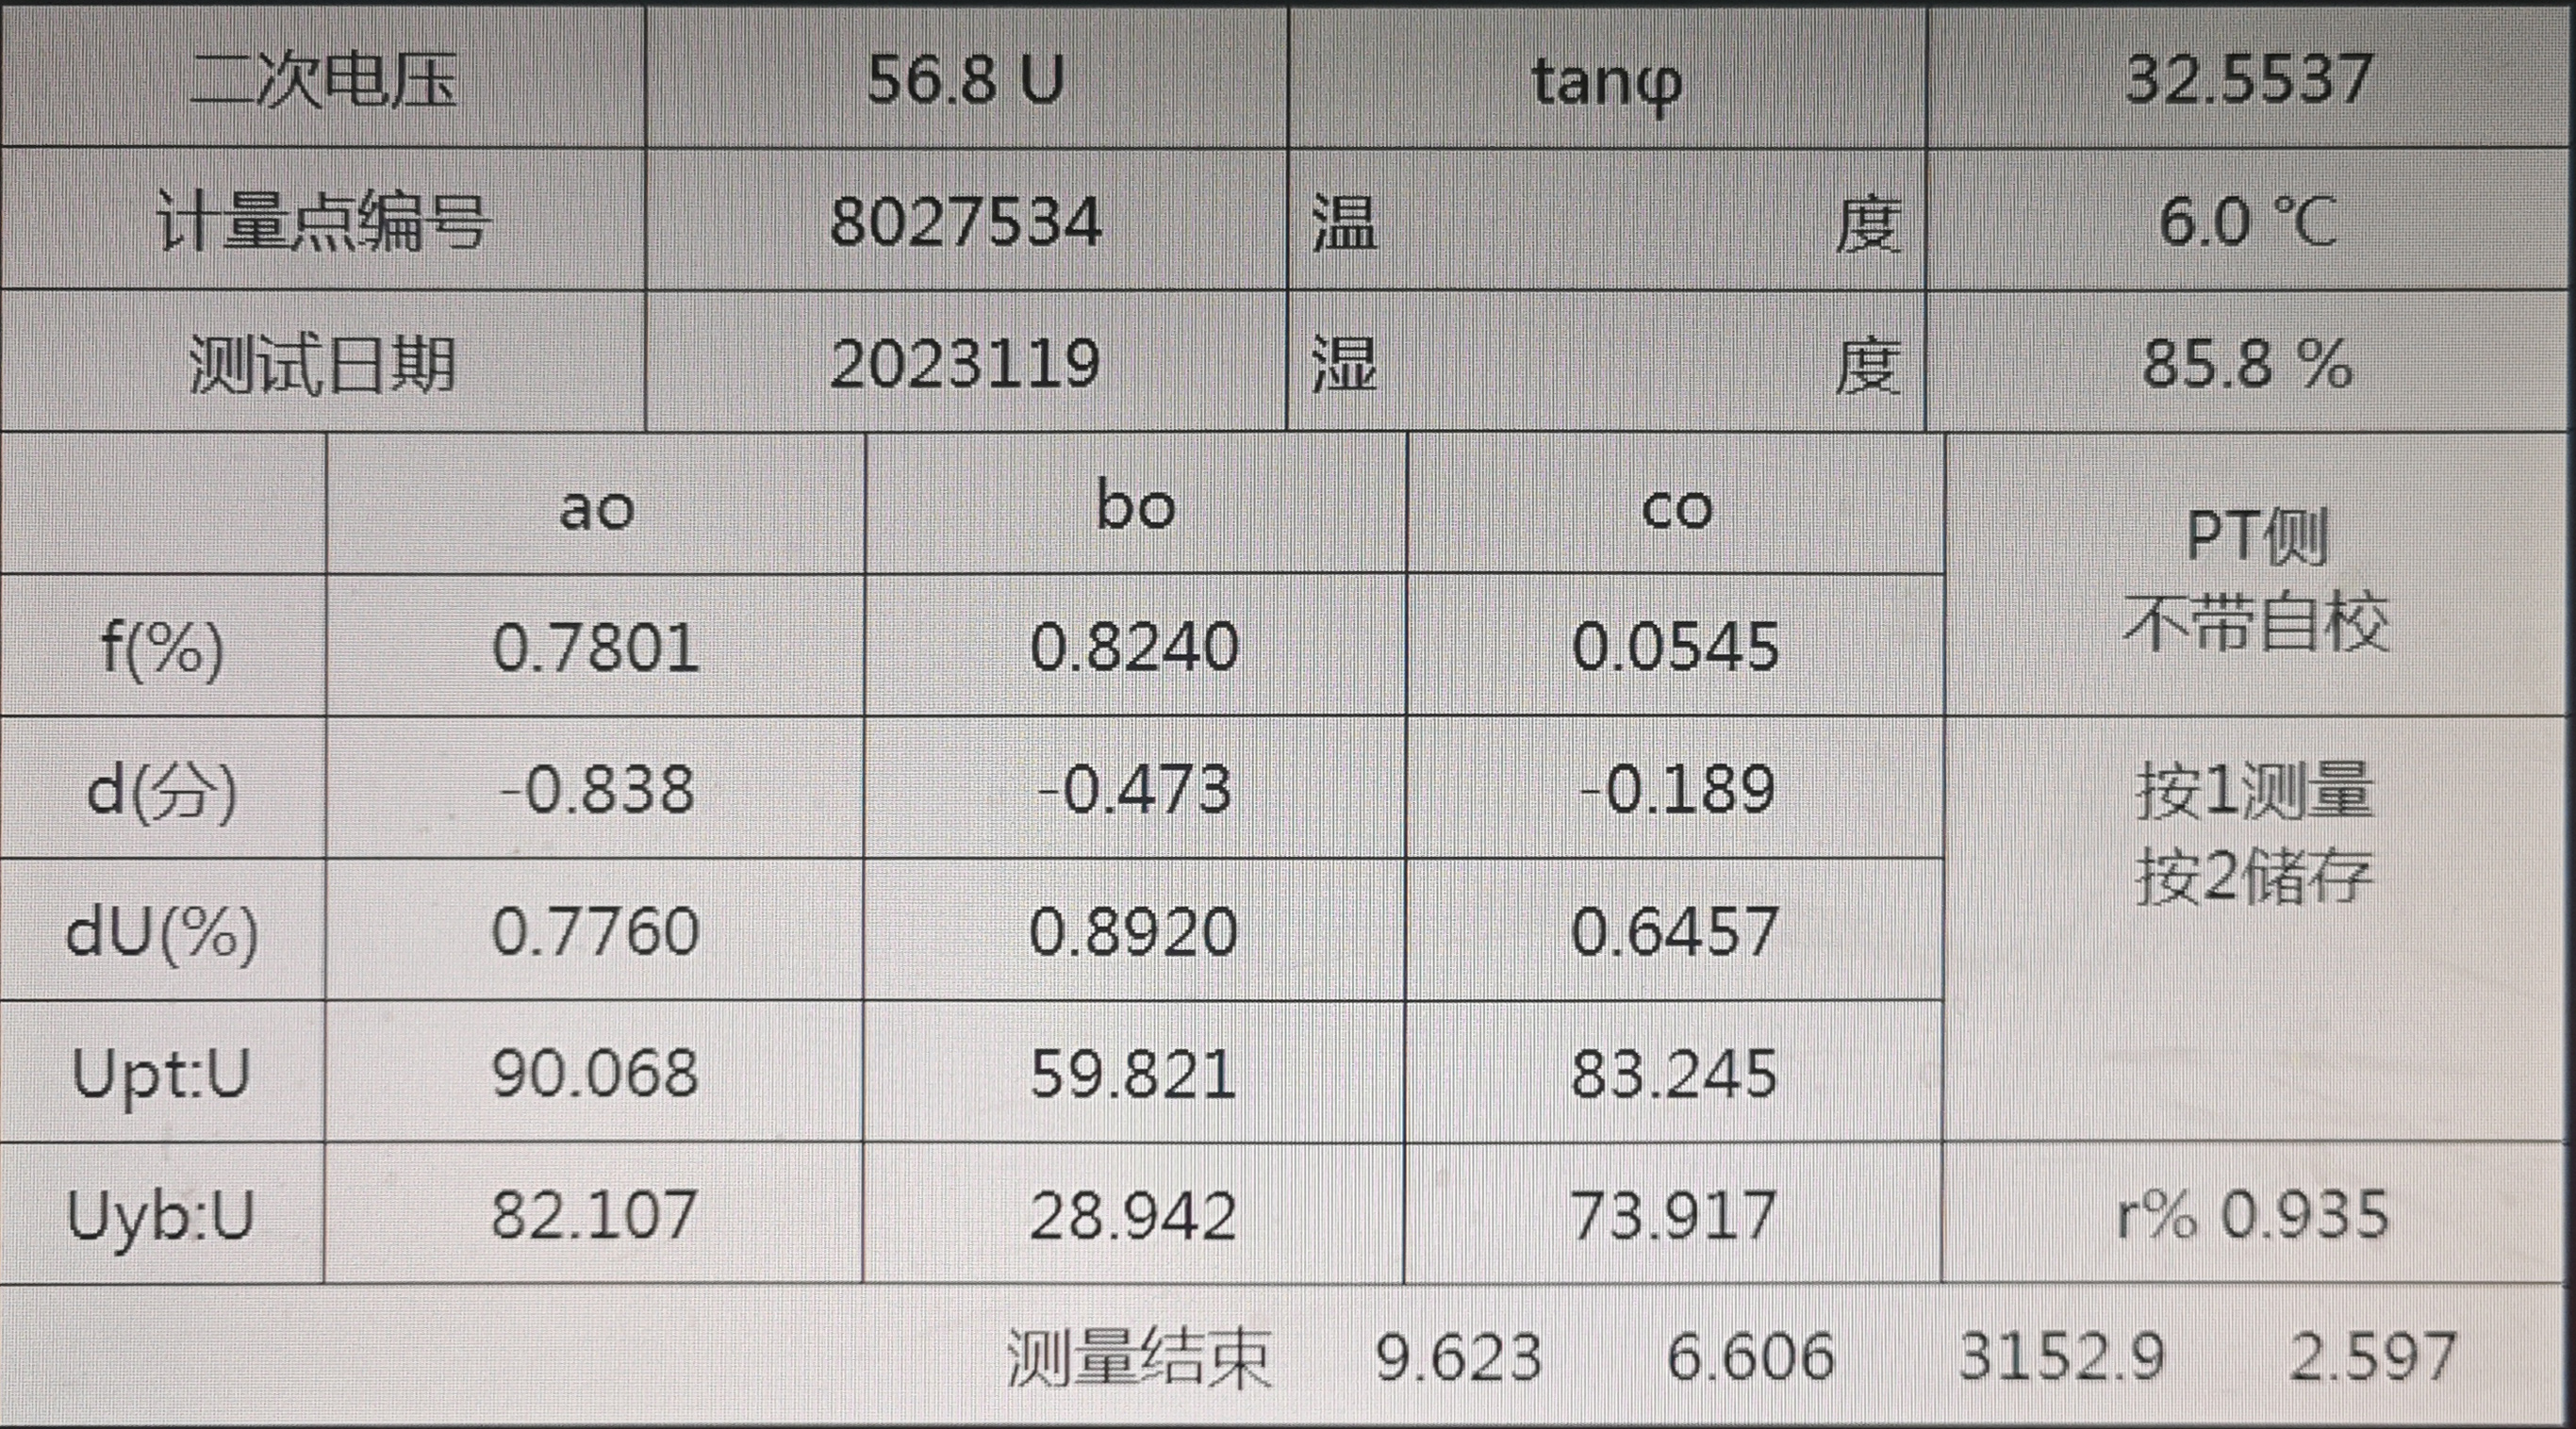 二次电压 56.8 U tanφ 32.5537
计量点编号 8027534 温 度 6.0 ℃
测试日期 2023119 湿 度 85.8 %
ao bo co
PT侧
不带自校
f(%) 0.7801 0.8240 0.0545
d(分) -0.838 -0.473 -0.189
按1测量
按2储存
dU(%) 0.7760 0.8920 0.6457
Upt:U 90.068 59.821 83.245
Uyb:U 82.107 28.942 73.917 r% 0.935
测量结束 9.623 6.606 3152.9 2.597